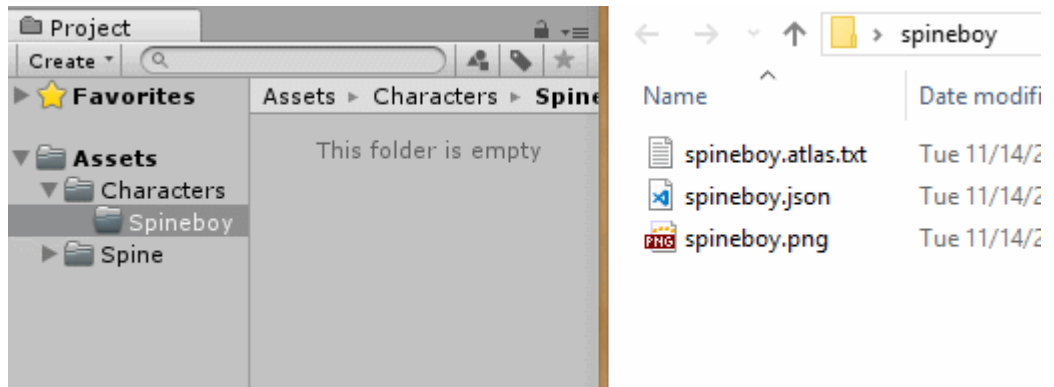 Project
Create
Favorites
Assets
Characters
Spineboy
Spine
Assets Characters Spine
This folder is empty
spineboy
Name Date modifi
spineboy.atlas.txt Tue 11/14/2
spineboy.json Tue 11/14/2
PNG spineboy.png Tue 11/14/2